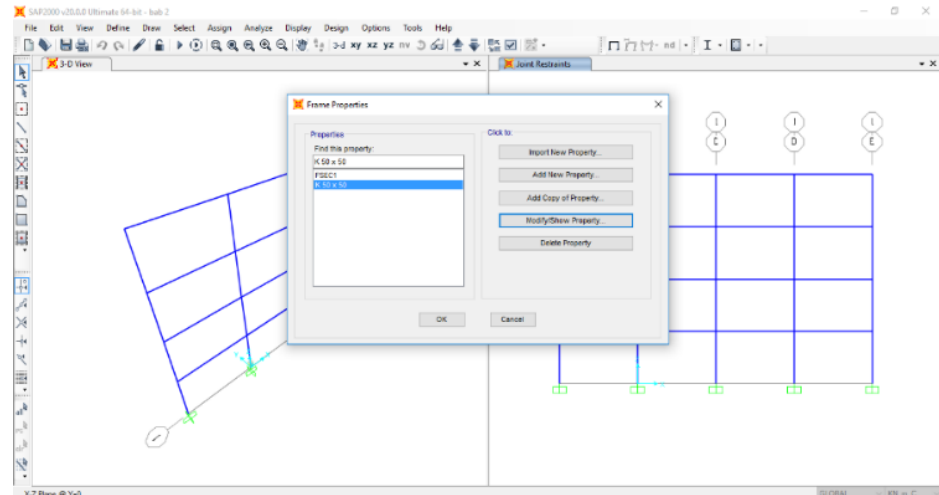 SAP2000 v20.0.0 Ultimate 64-bit - bab 2
File Edit View Define Draw Select Assign Analyze Display Design Options Tools Help
3-d xy xz yz nv
nd
3-D View
Joint Restraints
Frame Properties
Properties
Find this property:
K 50 x 50
FSEC1
K 50 x 50
Click to:
Import New Property...
Add New Property...
Add Copy of Property...
Modify/Show Property...
Delete Property
OK
Cancel
C
D
E
X-Z Plane @ Y=0
GLOBAL